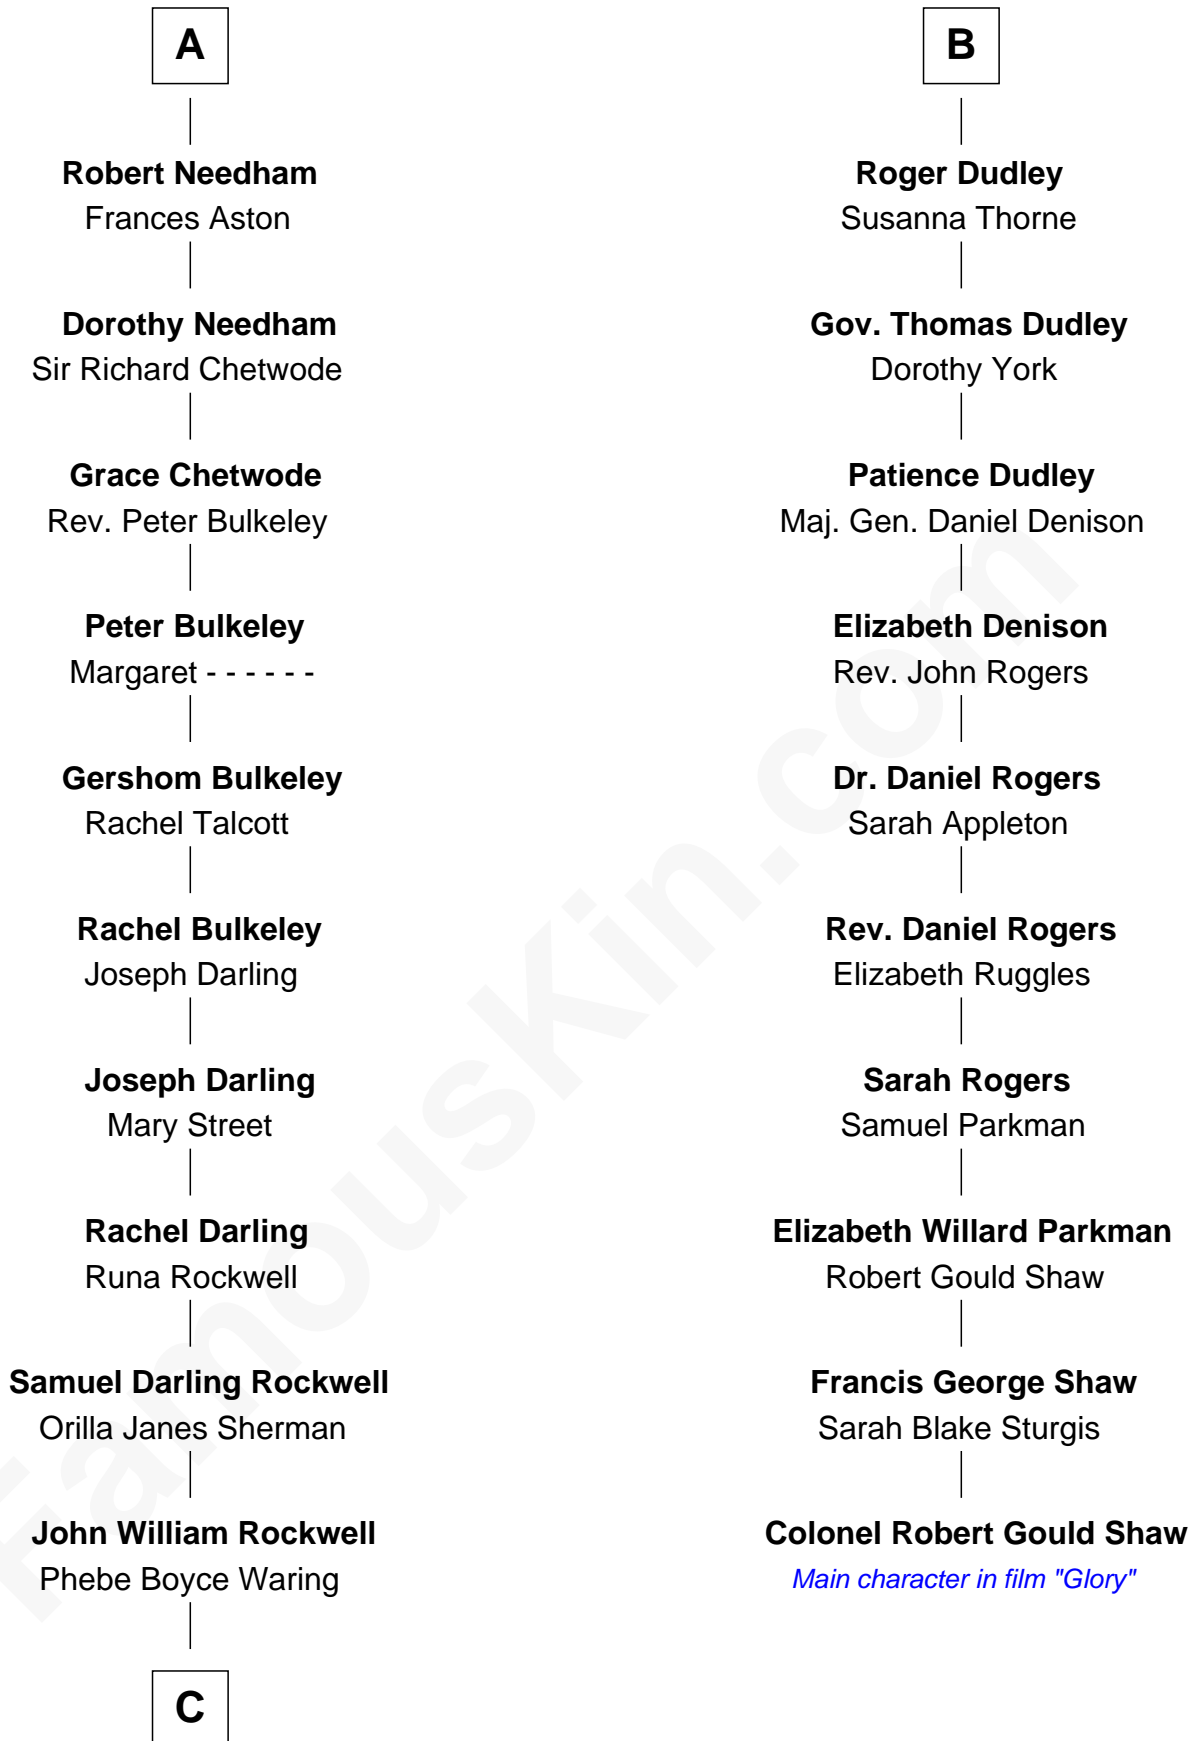 A
Robert Needham
Frances Aston
Dorothy Needham
Sir Richard Chetwode
Grace Chetwode
Rev. Peter Bulkeley
Peter Bulkeley
Margaret - - - - - -
Gershom Bulkeley
Rachel Talcott
Rachel Bulkeley
Joseph Darling
Joseph Darling
Mary Street
Rachel Darling
Runa Rockwell
Samuel Darling Rockwell
Orilla Janes Sherman
John William Rockwell
Phebe Boyce Waring
C
B
Roger Dudley
Susanna Thorne
Gov. Thomas Dudley
Dorothy York
Patience Dudley
Maj. Gen. Daniel Denison
Elizabeth Denison
Rev. John Rogers
Dr. Daniel Rogers
Sarah Appleton
Rev. Daniel Rogers
Elizabeth Ruggles
Sarah Rogers
Samuel Parkman
Elizabeth Willard Parkman
Robert Gould Shaw
Francis George Shaw
Sarah Blake Sturgis
Colonel Robert Gould Shaw
Main character in film "Glory"
FamousKin.com